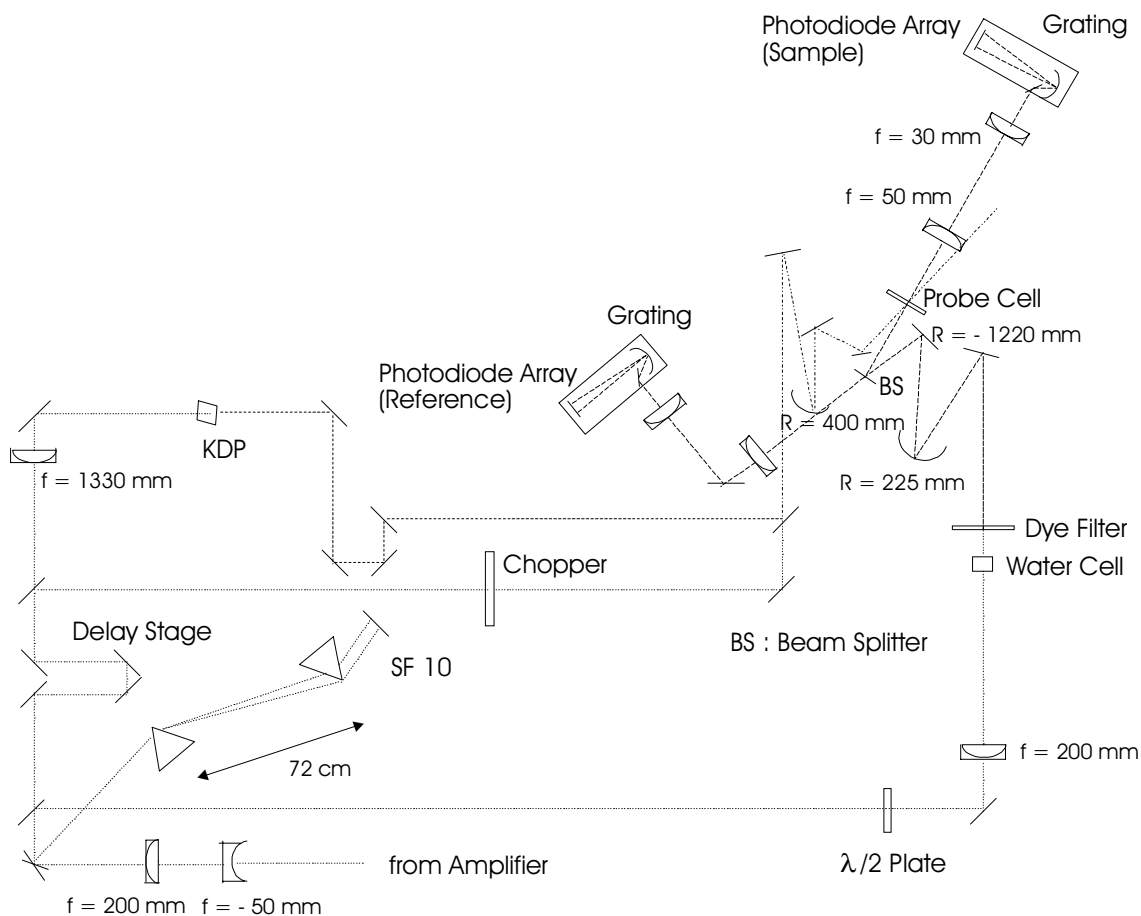 Photodiode Array
(Sample)
Grating
f = 30 mm
f = 50 mm
Probe Cell
R = - 1220 mm
Grating
Photodiode Array
(Reference)
BS
R = 400 mm
KDP
f = 1330 mm
R = 225 mm
Dye Filter
Chopper
Water Cell
Delay Stage
SF 10
BS : Beam Splitter
72 cm
f = 200 mm
from Amplifier
λ/2 Plate
f = 200 mm
f = - 50 mm